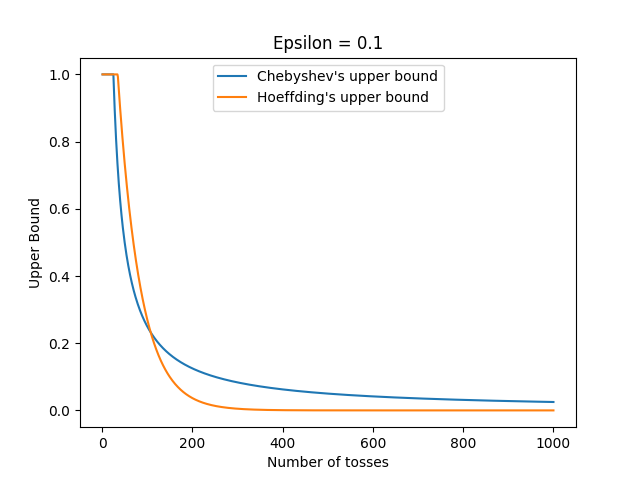 Epsilon = 0.1
Chebyshev's upper bound
Hoeffding's upper bound
Upper Bound
1.0
0.8
0.6
0.4
0.2
0.0
0 200 400 600 800 1000
Number of tosses